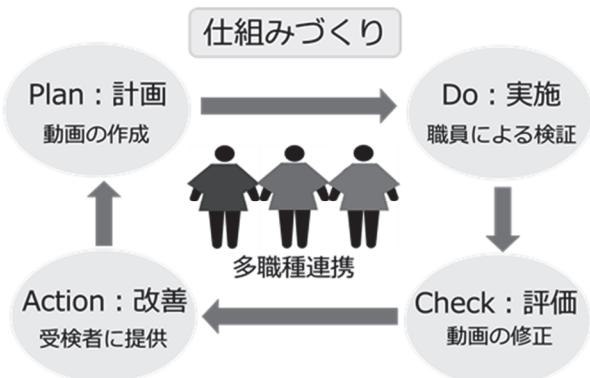 仕組みづくり
Plan：計画
動画の作成
Do：実施
職員による検証
多職種連携
Action：改善
受検者に提供
Check：評価
動画の修正